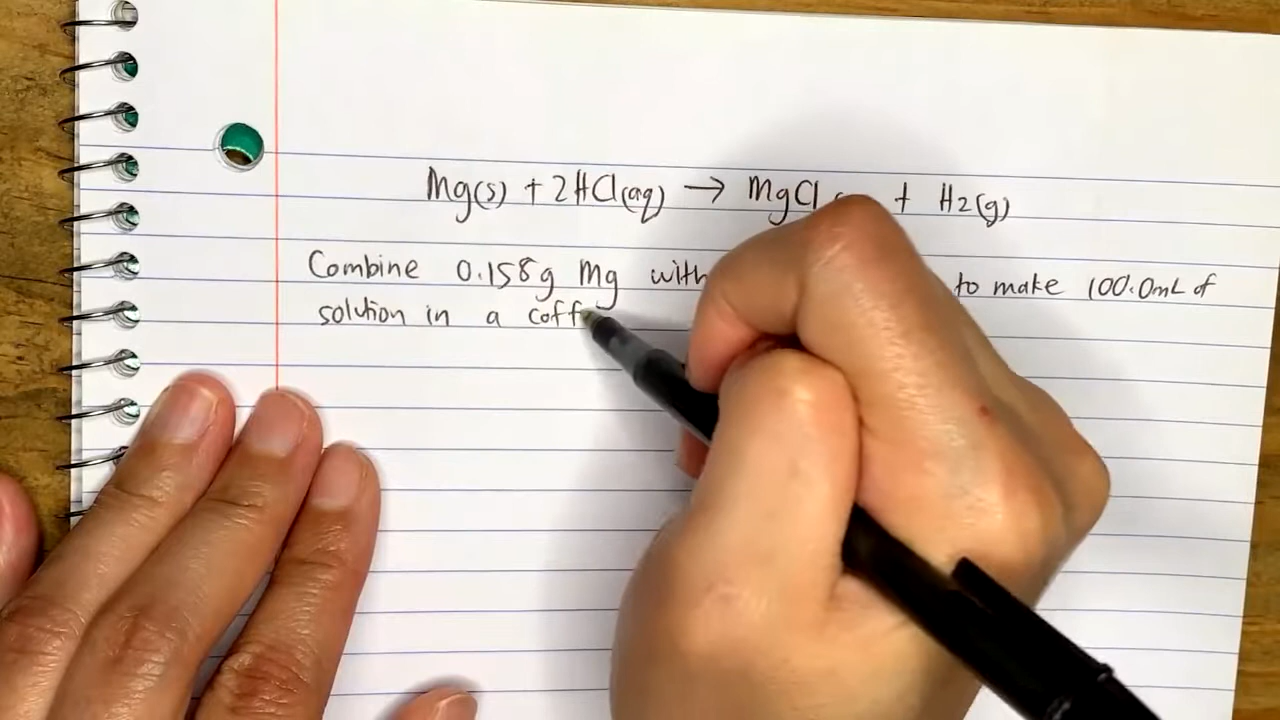 Mg(s) + 2HCl(aq) → MgCl + H2(g)
Combine 0.158g Mg with to make 100.0mL of
solution in a coff